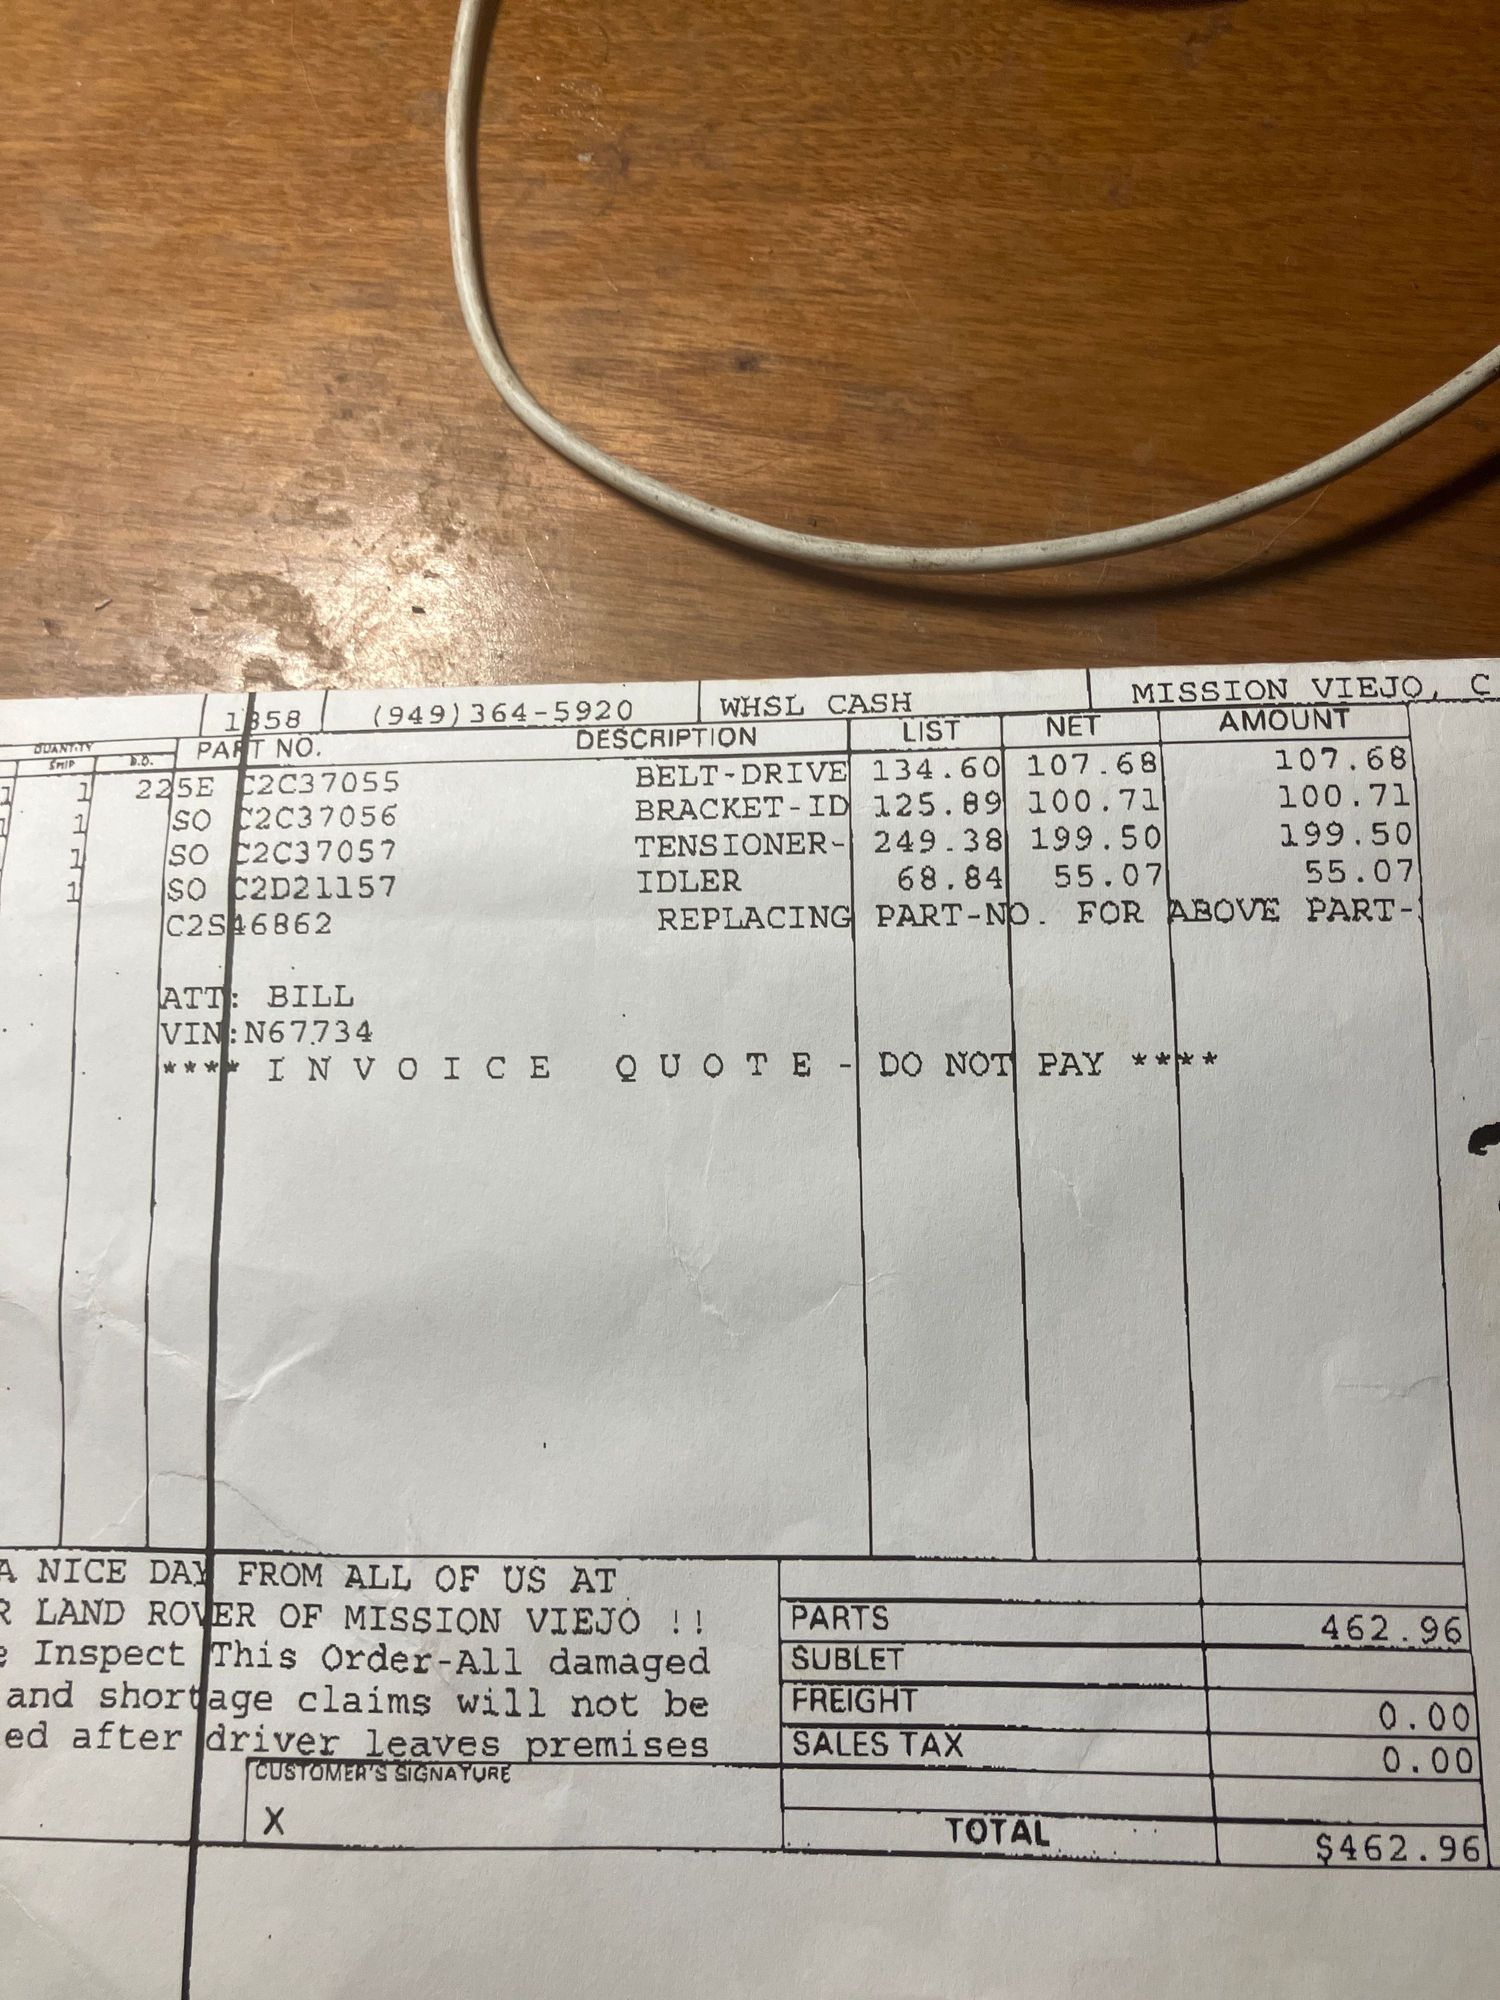 1858 (949)364-5920 WHSL CASH MISSION VIEJO, C
QUANTITY PART NO. DESCRIPTION LIST NET AMOUNT
SHIP B.O.
1 1 225E C2C37055 BELT-DRIVE 134.60 107.68 107.68
1 1 SO C2C37056 BRACKET-ID 125.89 100.71 100.71
1 SO C2C37057 TENSIONER- 249.38 199.50 199.50
1 SO C2D21157 IDLER 68.84 55.07 55.07
C2S46862 REPLACING PART-NO. FOR ABOVE PART-
ATT: BILL
VIN:N67734
**** I N V O I C E Q U O T E - DO NOT PAY ****
A NICE DAY FROM ALL OF US AT
R LAND ROVER OF MISSION VIEJO !!
e Inspect This Order-All damaged
and shortage claims will not be
ed after driver leaves premises
CUSTOMER'S SIGNATURE
X
PARTS 462.96
SUBLET
FREIGHT 0.00
SALES TAX 0.00
TOTAL $462.96